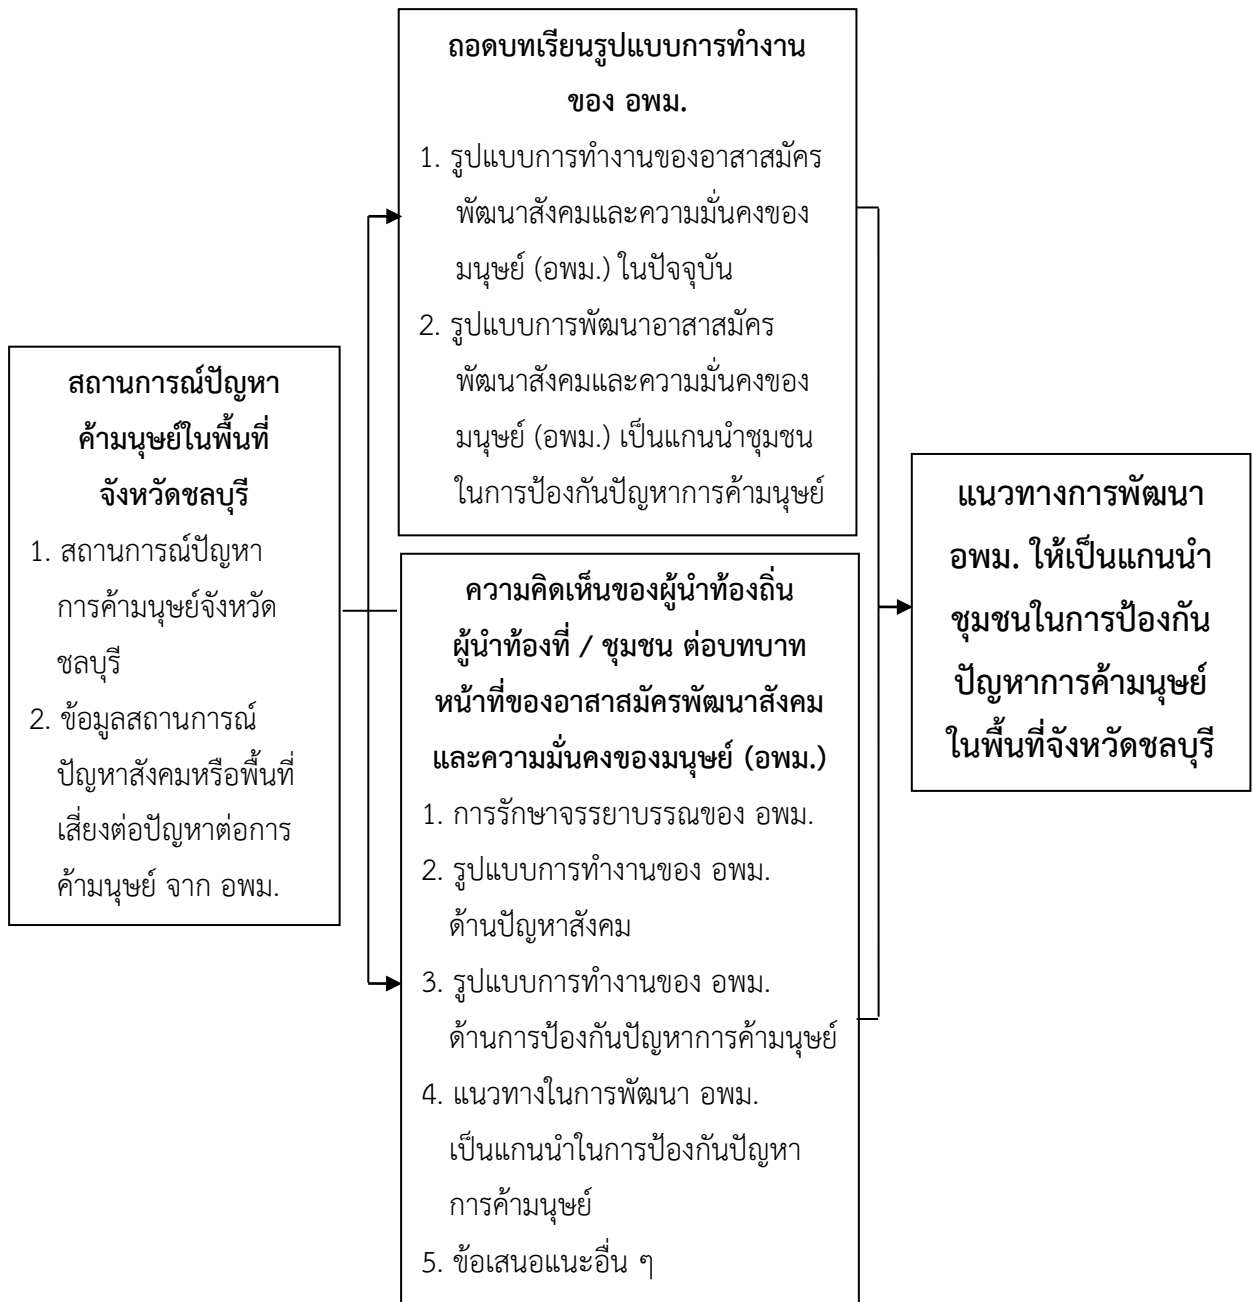 สถานการณ์ปัญหา
ค้ามนุษย์ในพื้นที่
จังหวัดชลบุรี
1. สถานการณ์ปัญหา
การค้ามนุษย์จังหวัด
ชลบุรี
2. ข้อมูลสถานการณ์
ปัญหาสังคมหรือพื้นที่
เสี่ยงต่อปัญหาต่อการ
ค้ามนุษย์ จาก อพม.
ถอดบทเรียนรูปแบบการทำงาน
ของ อพม.
1. รูปแบบการทำงานของอาสาสมัคร
พัฒนาสังคมและความมั่นคงของ
มนุษย์ (อพม.) ในปัจจุบัน
2. รูปแบบการพัฒนาอาสาสมัคร
พัฒนาสังคมและความมั่นคงของ
มนุษย์ (อพม.) เป็นแกนนำชุมชน
ในการป้องกันปัญหาการค้ามนุษย์
ความคิดเห็นของผู้นำท้องถิ่น
ผู้นำท้องที่ / ชุมชน ต่อบทบาท
หน้าที่ของอาสาสมัครพัฒนาสังคม
และความมั่นคงของมนุษย์ (อพม.)
1. การรักษาจรรยาบรรณของ อพม.
2. รูปแบบการทำงานของ อพม.
ด้านปัญหาสังคม
3. รูปแบบการทำงานของ อพม.
ด้านการป้องกันปัญหาการค้ามนุษย์
4. แนวทางในการพัฒนา อพม.
เป็นแกนนำในการป้องกันปัญหา
การค้ามนุษย์
5. ข้อเสนอแนะอื่น ๆ
แนวทางการพัฒนา
อพม. ให้เป็นแกนนำ
ชุมชนในการป้องกัน
ปัญหาการค้ามนุษย์
ในพื้นที่จังหวัดชลบุรี